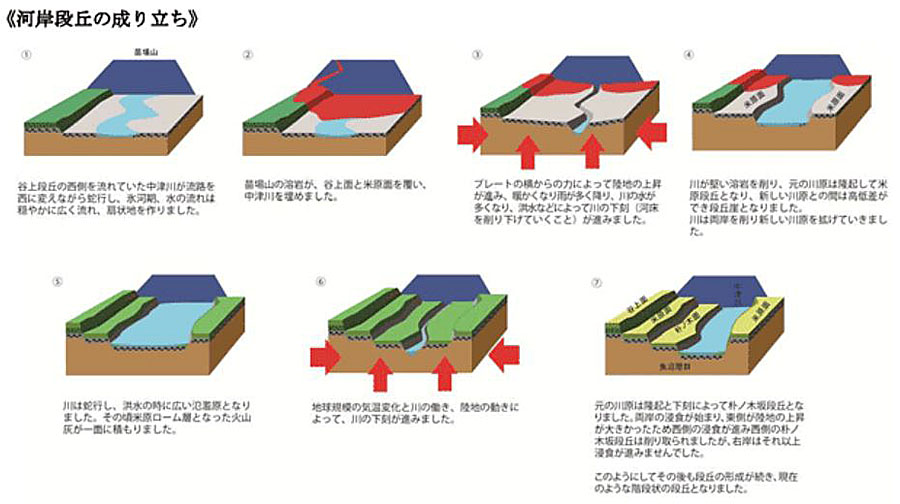 《河岸段丘の成り立ち》
①
苗場山
谷上段丘の西側を流れていた中津川が流路を
西に変えながら蛇行し、氷河期、水の流れは
穏やかに広く流れ、扇状地を作りました。
②
苗場山の溶岩が、谷上面と米原面を覆い、
中津川を埋めました。
③
プレートの横からの力によって陸地の上昇
が進み、暖かくなり雨が多く降り、川の水が
多くなり、洪水などによって川の下刻（河床
を削り下げていくこと）が進みました。
④
米原面
米原面
川が堅い溶岩を削り、元の川原は隆起して米
原段丘となり、新しい川原との間は高低差が
でき段丘崖となりました。
川は両岸を削り新しい川原を拡げていきまし
た。
⑤
川は蛇行し、洪水の時に広い氾濫原となり
ました。その頃米原ローム層となった火山
灰が一面に積もりました。
⑥
地球規模の気温変化と川の働き、陸地の動きに
よって、川の下刻が進みました。
⑦
谷上面
米原面
朴ノ木面
中津川
米原面
魚沼層群
元の川原は隆起と下刻によって朴ノ木坂段丘とな
りました。両岸の浸食が始まり、東側が陸地の上昇
が大きかったため西側の浸食が進み西側の朴ノ
木坂段丘は削り取られましたが、右岸はそれ以上
浸食が進みませんでした。
このようにしてその後も段丘の形成が続き、現在
のような階段状の段丘となりました。